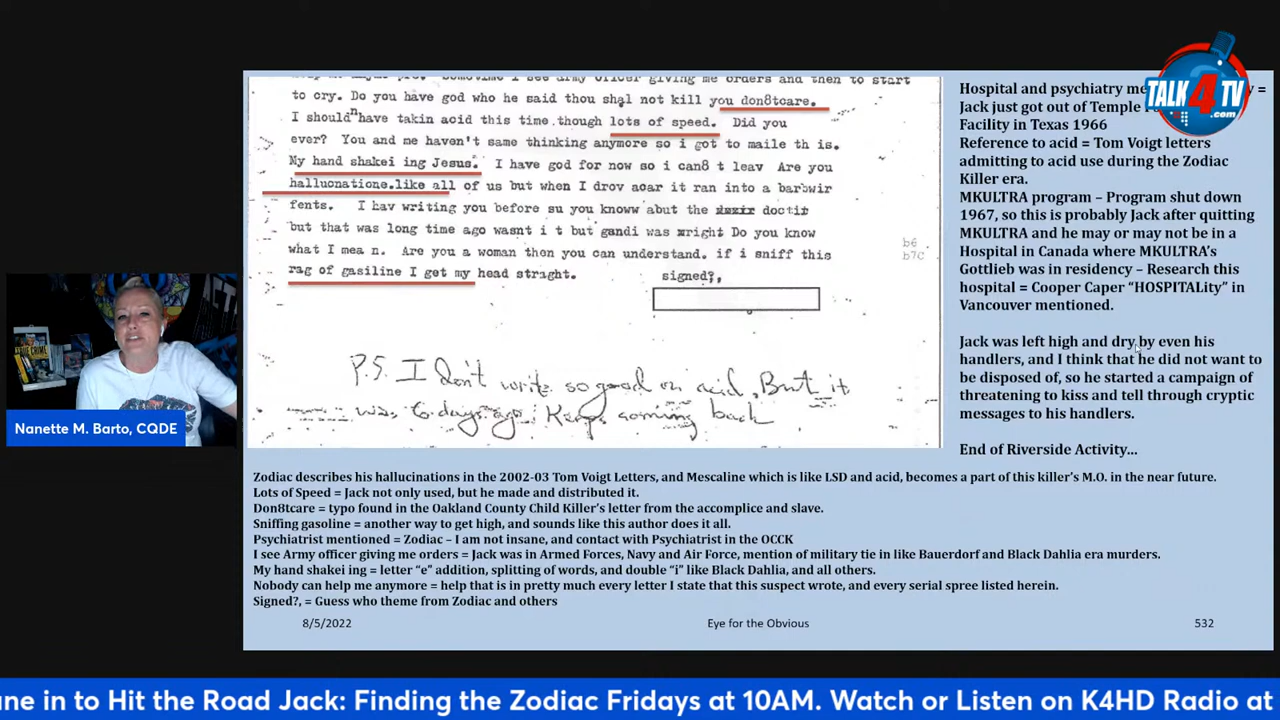 TALK 4 TV
.com
Sometime I see army officer giving me orders and then to start
to cry. Do you have god who he said thou shal not kill you don8tcare.
I should have takin acid this time though lots of speed. Did you
ever? You and me haven't same thinking anymore so i got to maile th is.
My hand shakei ing Jesus. I have god for now so i can8 t leav Are you
halluonatione.like all of us but when I drov acar it ran into a barbwir
fents. I hav writing you before su you knoww abut the doctit
but that was long time ago wasnt i t but gandi was wright Do you know
what I mea n. Are you a woman then you can understand. if i sniff this
rag of gasiline I get my head stright. signed?,
b6
b7C
P.S. I don't write so good on acid, But it
was 6 days ago. Keeps coming back
Hospital and psychiatry =
Jack just got out of Temple
Facility in Texas 1966
Reference to acid = Tom Voigt letters
admitting to acid use during the Zodiac
Killer era.
MKULTRA program – Program shut down
1967, so this is probably Jack after quitting
MKULTRA and he may or may not be in a
Hospital in Canada where MKULTRA's
Gottlieb was in residency – Research this
hospital = Cooper Caper “HOSPITALity” in
Vancouver mentioned.
Jack was left high and dry by even his
handlers, and I think that he did not want to
be disposed of, so he started a campaign of
threatening to kiss and tell through cryptic
messages to his handlers.
End of Riverside Activity...
Nanette M. Barto, CQDE
Zodiac describes his hallucinations in the 2002-03 Tom Voigt Letters, and Mescaline which is like LSD and acid, becomes a part of this killer's M.O. in the near future.
Lots of Speed = Jack not only used, but he made and distributed it.
Don8tcare = typo found in the Oakland County Child Killer's letter from the accomplice and slave.
Sniffing gasoline = another way to get high, and sounds like this author does it all.
Psychiatrist mentioned = Zodiac – I am not insane, and contact with Psychiatrist in the OCCK
I see Army officer giving me orders = Jack was in Armed Forces, Navy and Air Force, mention of military tie in like Bauerdorf and Black Dahlia era murders.
My hand shakei ing = letter “e” addition, splitting of words, and double “i” like Black Dahlia, and all others.
Nobody can help me anymore = help that is in pretty much every letter I state that this suspect wrote, and every serial spree listed herein.
Signed?, = Guess who theme from Zodiac and others
8/5/2022 Eye for the Obvious 532
ne in to Hit the Road Jack: Finding the Zodiac Fridays at 10AM. Watch or Listen on K4HD Radio at